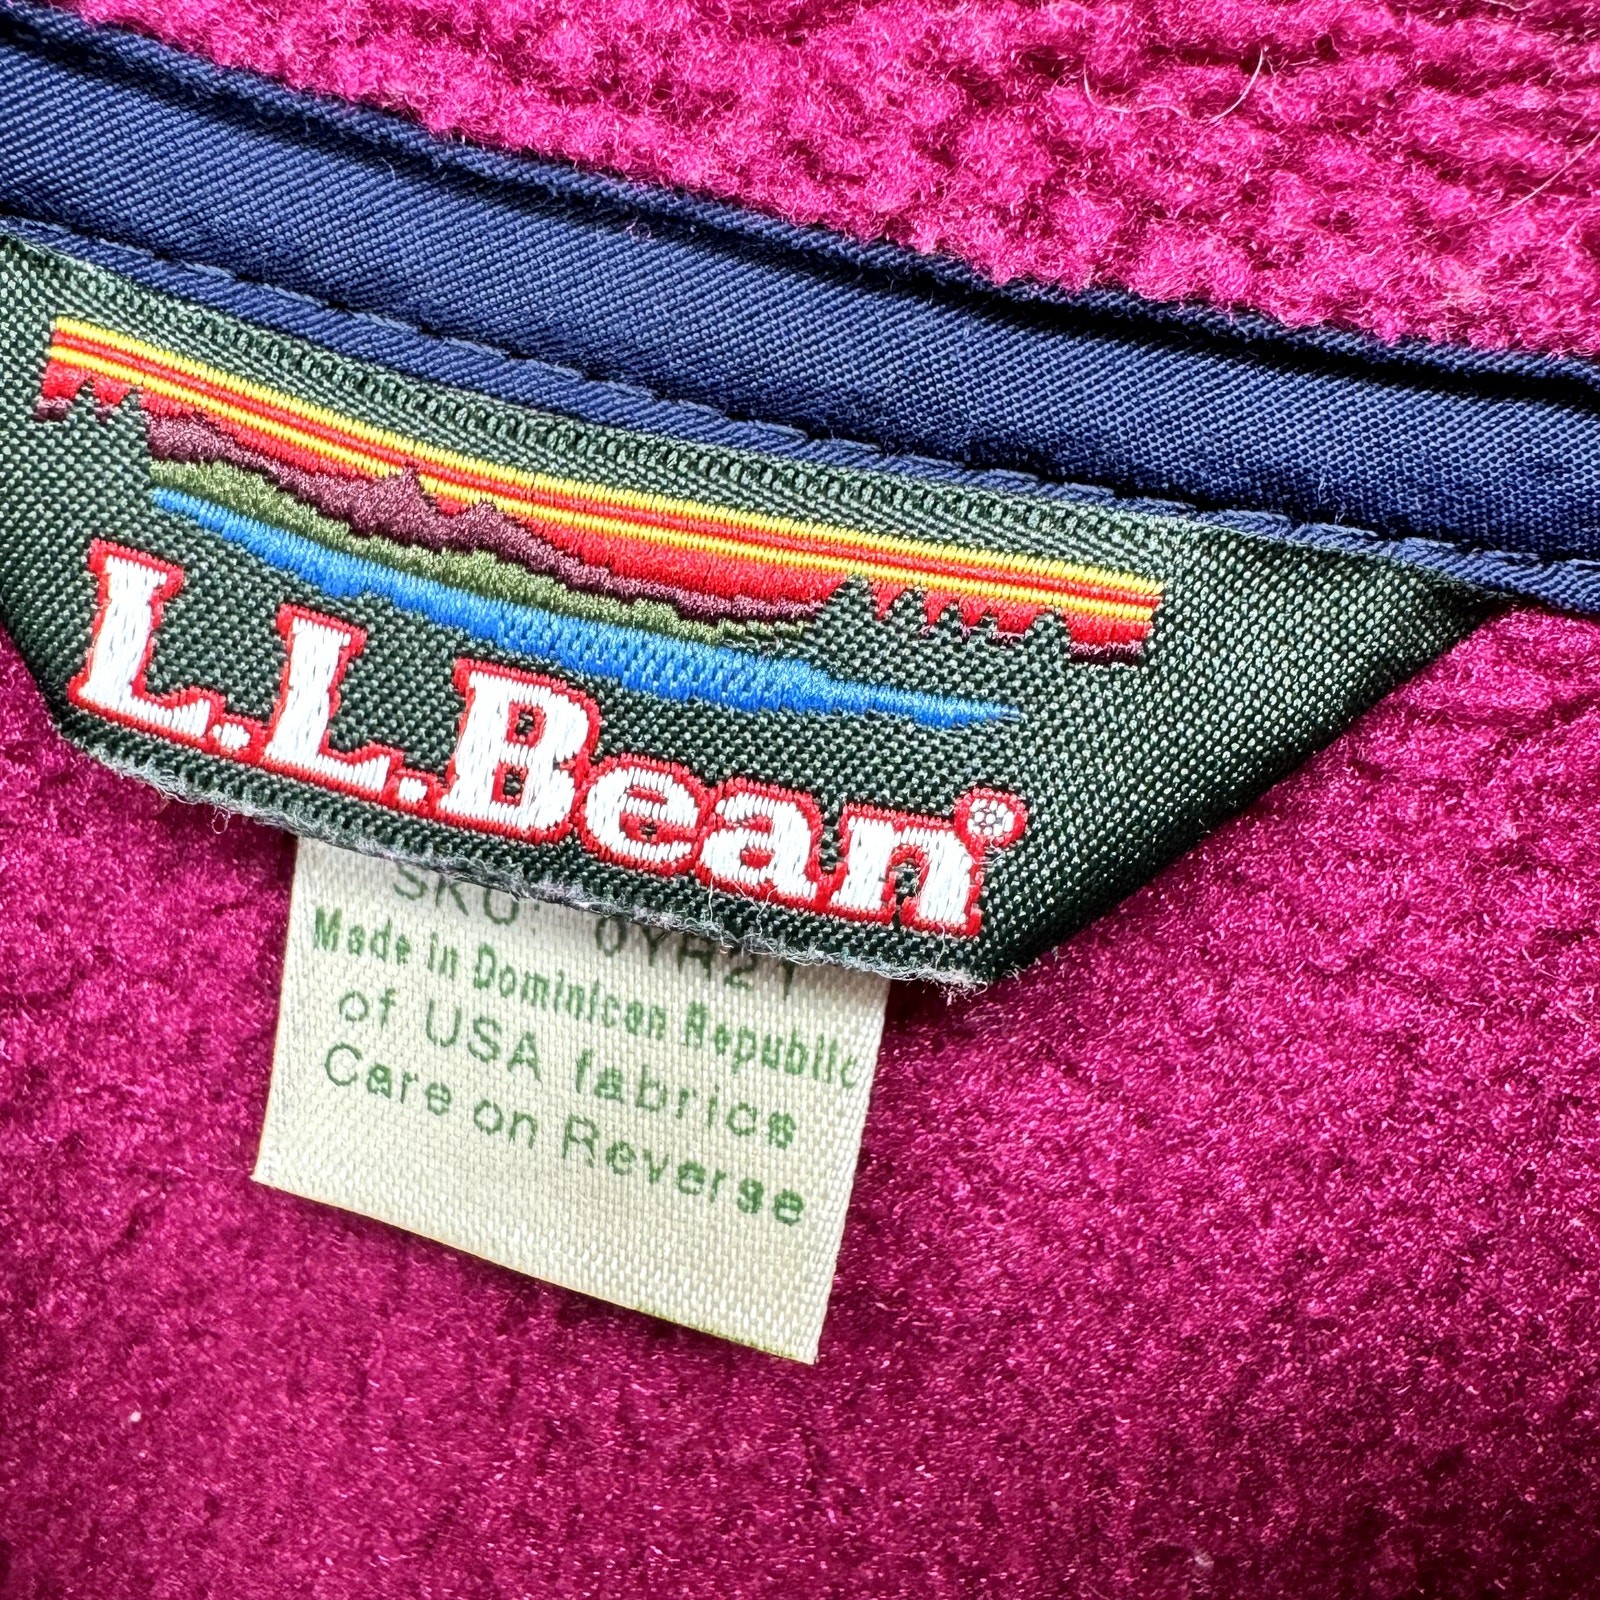 L.L.Bean®
SKU: 0YR21
Made in Dominican Republic
of USA fabrics
Care on Reverse